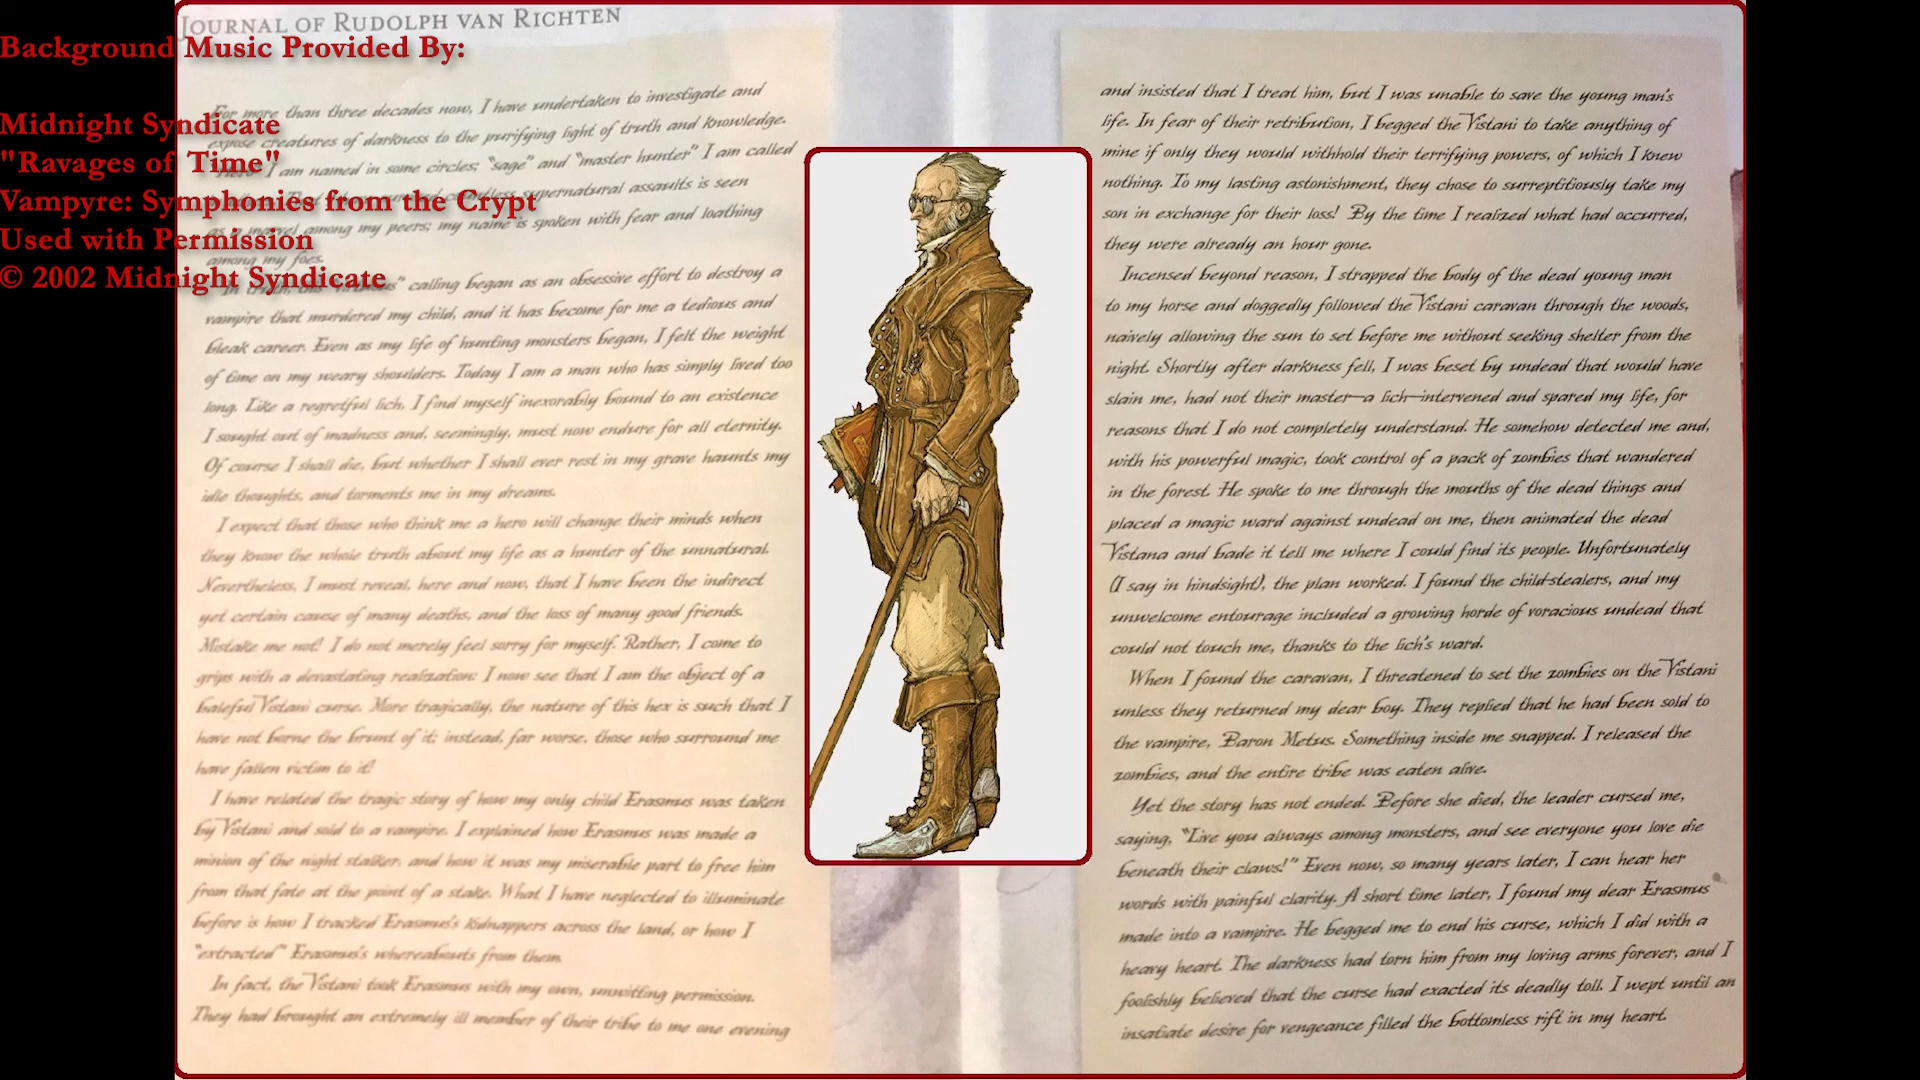 JOURNAL OF RUDOLPH VAN RICHTEN
Background Music Provided By:
Midnight Syndicate
"Ravages of Time"
Vampyre: Symphonies from the Crypt
Used with Permission
© 2002 Midnight Syndicate
For more than three decades now, I have undertaken to investigate and
expose creatures of darkness to the purifying light of truth and knowledge.
I am named in some circles; "sage" and "master hunter" I am called
supernatural assaults is seen
as a marvel among my peers; my name is spoken with fear and loathing
among my foes.
In truth, this calling began as an obsessive effort to destroy a
vampire that murdered my child, and it has become for me a tedious and
bleak career. Even as my life of hunting monsters began, I felt the weight
of time on my weary shoulders. Today I am a man who has simply lived too
long. Like a regretful lich, I find myself inexorably bound to an existence
I sought out of madness and, seemingly, must now endure for all eternity.
Of course I shall die, but whether I shall ever rest in my grave haunts my
idle thoughts, and torments me in my dreams.
I expect that those who think me a hero will change their minds when
they know the whole truth about my life as a hunter of the unnatural.
Nevertheless, I must reveal, here and now, that I have been the indirect
yet certain cause of many deaths, and the loss of many good friends.
Mistake me not! I do not merely feel sorry for myself. Rather, I come to
grips with a devastating realization: I now see that I am the object of a
baleful Vistani curse. More tragically, the nature of this hex is such that I
have not borne the brunt of it; instead, far worse, those who surround me
have fallen victim to it!
I have related the tragic story of how my only child Erasmus was taken
by Vistani and sold to a vampire. I explained how Erasmus was made a
minion of the night stalker, and how it was my miserable part to free him
from that fate at the point of a stake. What I have neglected to illuminate
before is how I tracked Erasmus's kidnappers across the land, or how I
"extracted" Erasmus's whereabouts from them.
In fact, the Vistani took Erasmus with my own, unwitting permission.
They had brought an extremely ill member of their tribe to me one evening
and insisted that I treat him, but I was unable to save the young man's
life. In fear of their retribution, I begged the Vistani to take anything of
mine if only they would withhold their terrifying powers, of which I knew
nothing. To my lasting astonishment, they chose to surreptitiously take my
son in exchange for their loss! By the time I realized what had occurred,
they were already an hour gone.
Incensed beyond reason, I strapped the body of the dead young man
to my horse and doggedly followed the Vistani caravan through the woods,
naively allowing the sun to set before me without seeking shelter from the
night. Shortly after darkness fell, I was beset by undead that would have
slain me, had not their master—a lich—intervened and spared my life, for
reasons that I do not completely understand. He somehow detected me and,
with his powerful magic, took control of a pack of zombies that wandered
in the forest. He spoke to me through the mouths of the dead things and
placed a magic ward against undead on me, then animated the dead
Vistana and bade it tell me where I could find its people. Unfortunately
(I say in hindsight), the plan worked. I found the child-stealers, and my
unwelcome entourage included a growing horde of voracious undead that
could not touch me, thanks to the lich's ward.
When I found the caravan, I threatened to set the zombies on the Vistani
unless they returned my dear boy. They replied that he had been sold to
the vampire, Baron Metus. Something inside me snapped. I released the
zombies, and the entire tribe was eaten alive.
Yet the story has not ended. Before she died, the leader cursed me,
saying, "Live you always among monsters, and see everyone you love die
beneath their claws!" Even now, so many years later, I can hear her
words with painful clarity. A short time later, I found my dear Erasmus
made into a vampire. He begged me to end his curse, which I did with a
heavy heart. The darkness had torn him from my loving arms forever, and I
foolishly believed that the curse had exacted its deadly toll. I wept until an
insatiate desire for vengeance filled the bottomless rift in my heart.